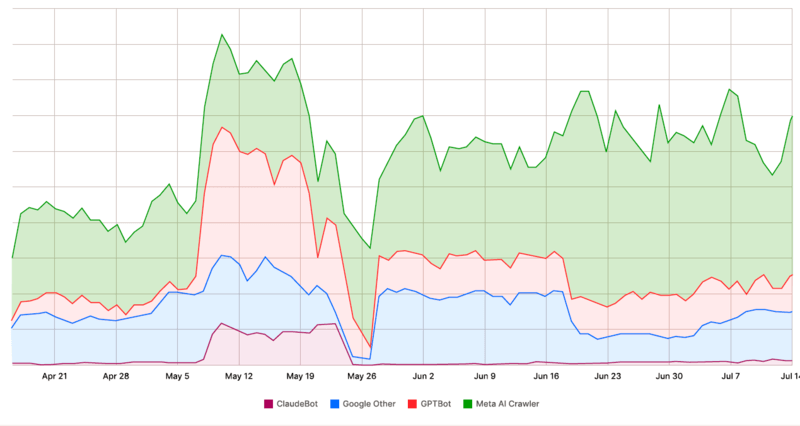 Apr 21 Apr 28 May 5 May 12 May 19 May 26 Jun 2 Jun 9 Jun 16 Jun 23 Jun 30 Jul 7 Jul 14
ClaudeBot Google Other GPTBot Meta AI Crawler